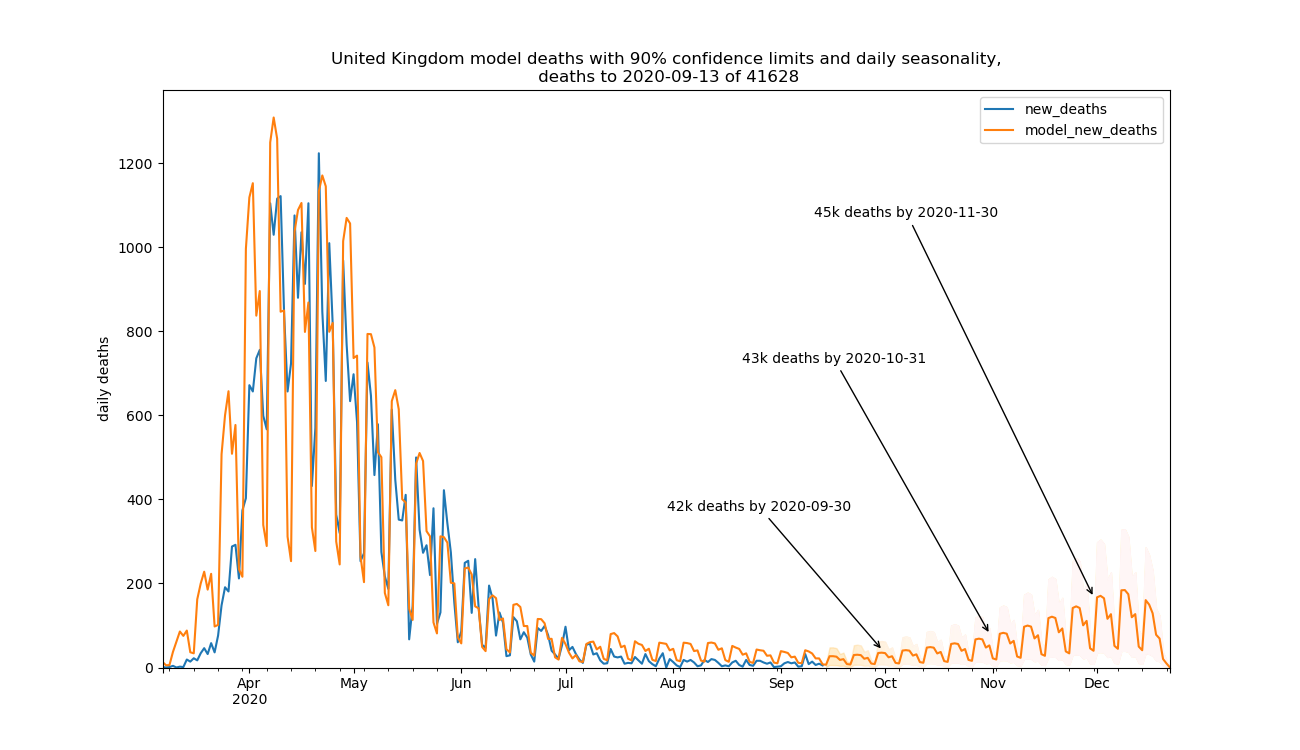 United Kingdom model deaths with 90% confidence limits and daily seasonality,
deaths to 2020-09-13 of 41628
new_deaths
model_new_deaths
1200
1000
800
600
400
200
0
daily deaths
45k deaths by 2020-11-30
43k deaths by 2020-10-31
42k deaths by 2020-09-30
Apr May Jun Jul Aug Sep Oct Nov Dec
2020